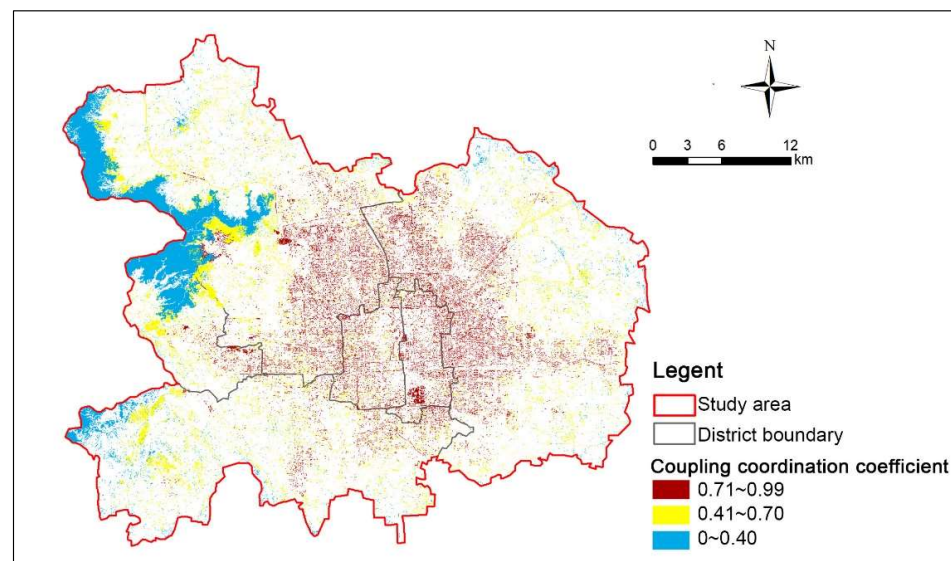 N
0 3 6 12
km
Legent
Study area
District boundary
Coupling coordination coefficient
0.71~0.99
0.41~0.70
0~0.40